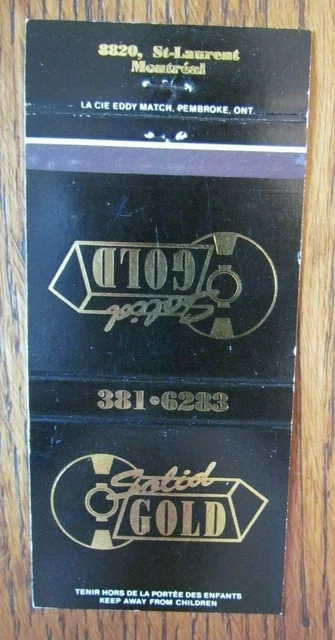 8820, St-Laurent
Montréal
LA CIE EDDY MATCH, PEMBROKE, ONT.
Solid
GOLD
381·6283
Solid
GOLD
TENIR HORS DE LA PORTÉE DES ENFANTS
KEEP AWAY FROM CHILDREN